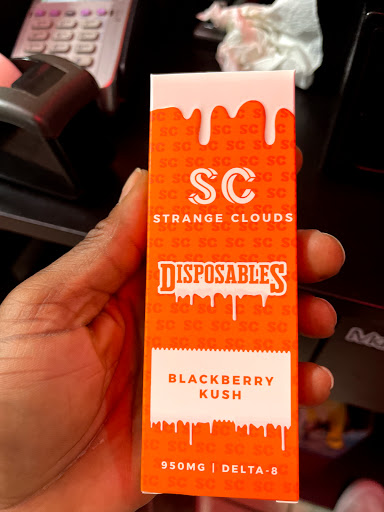 SC
STRANGE CLOUDS
DISPOSABLES
BLACKBERRY
KUSH
950MG | DELTA-8